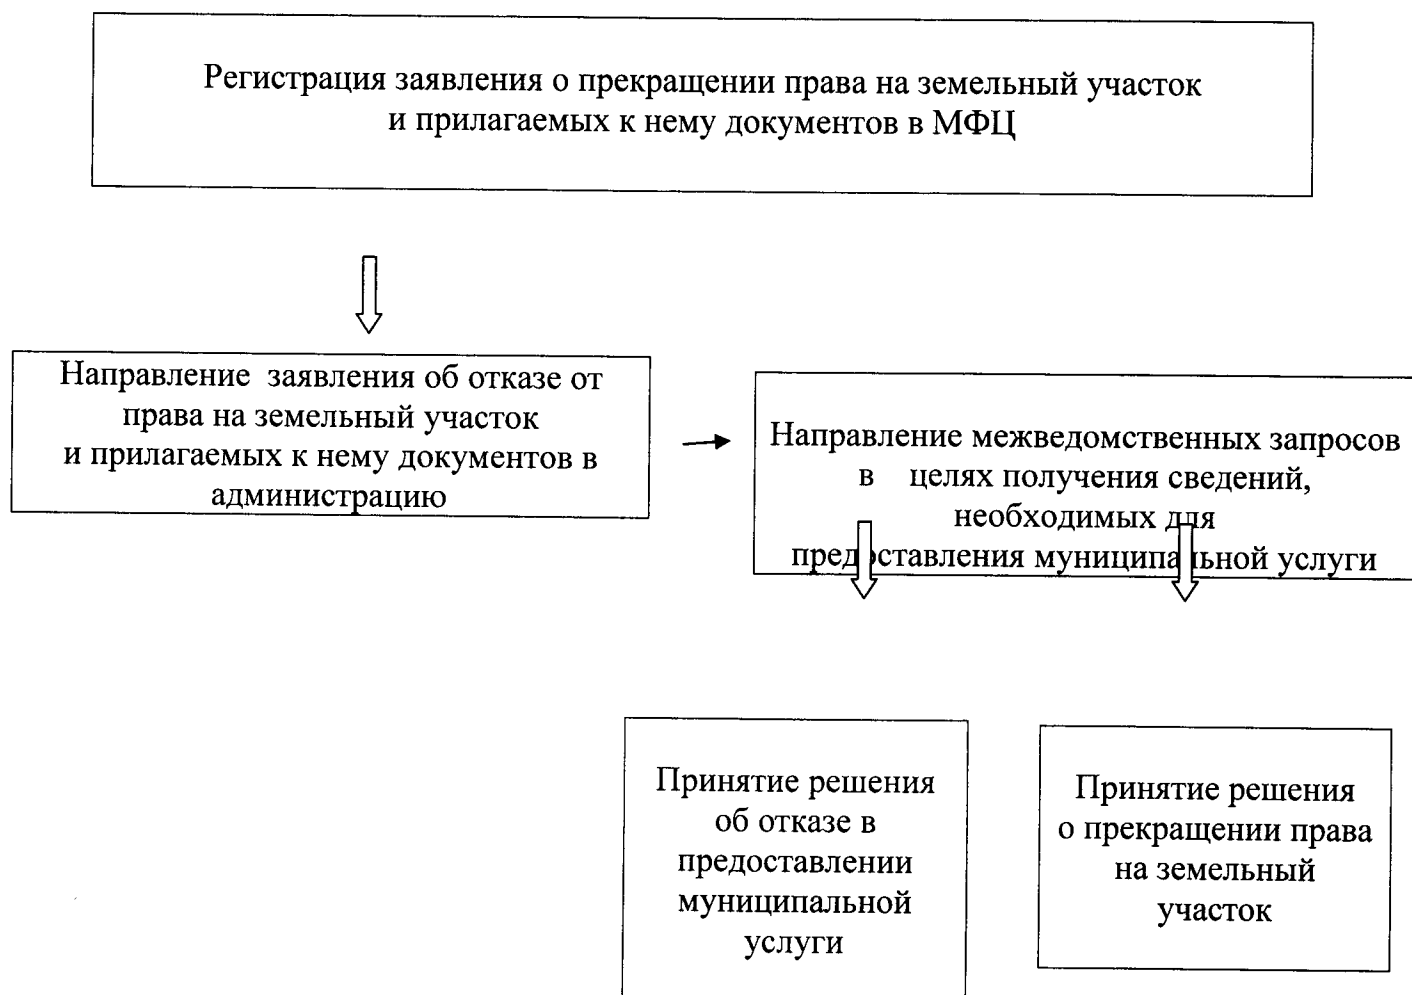 Регистрация заявления о прекращении права на земельный участок
и прилагаемых к нему документов в МФЦ
Направление заявления об отказе от
права на земельный участок
и прилагаемых к нему документов в
администрацию
Направление межведомственных запросов
в целях получения сведений,
необходимых для
предоставления муниципальной услуги
Принятие решения
об отказе в
предоставлении
муниципальной
услуги
Принятие решения
о прекращении права
на земельный
участок